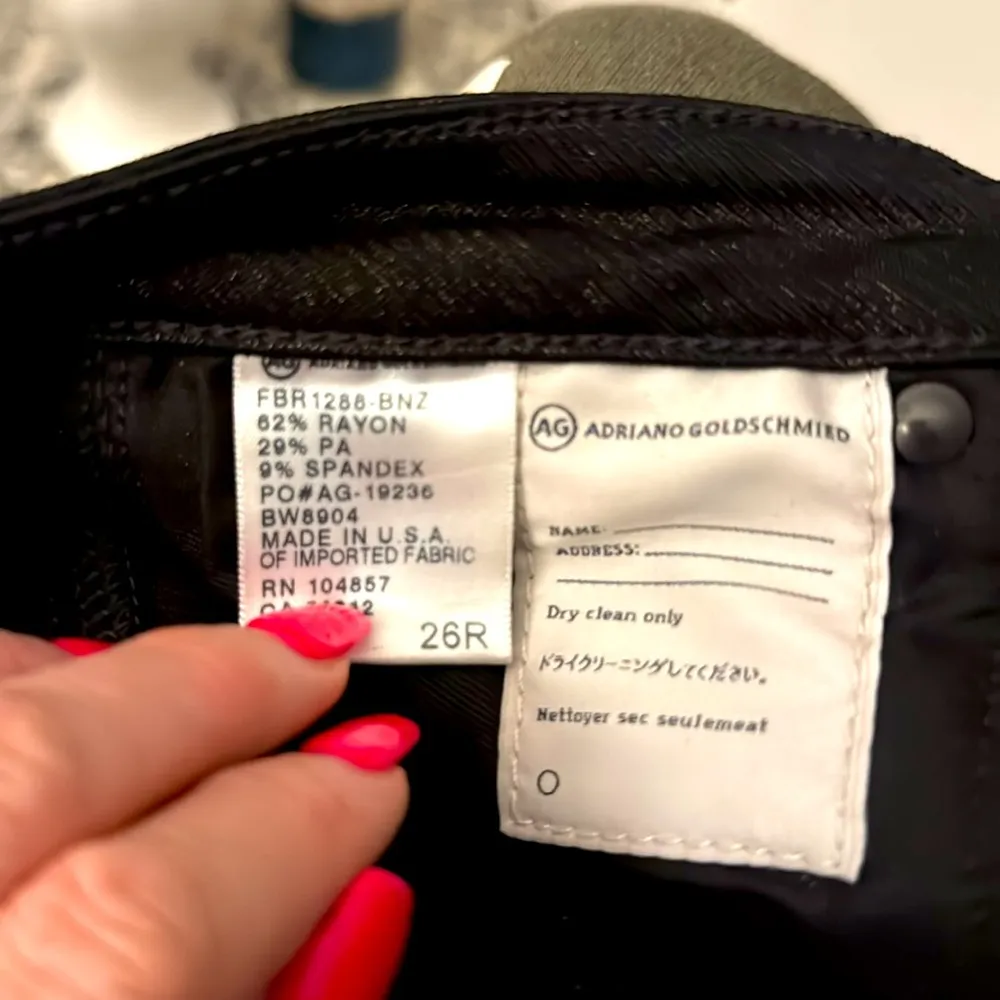 FBR1288-BNZ
62% RAYON
29% PA
9% SPANDEX
PO#AG-19236
BW8904
MADE IN U.S.A.
OF IMPORTED FABRIC
RN 104857
CA
26R
AG ADRIANO GOLDSCHMIED
NAME:
ADDRESS:
Dry clean only
ドライクリーニングしてください。
Nettoyer sec seulement